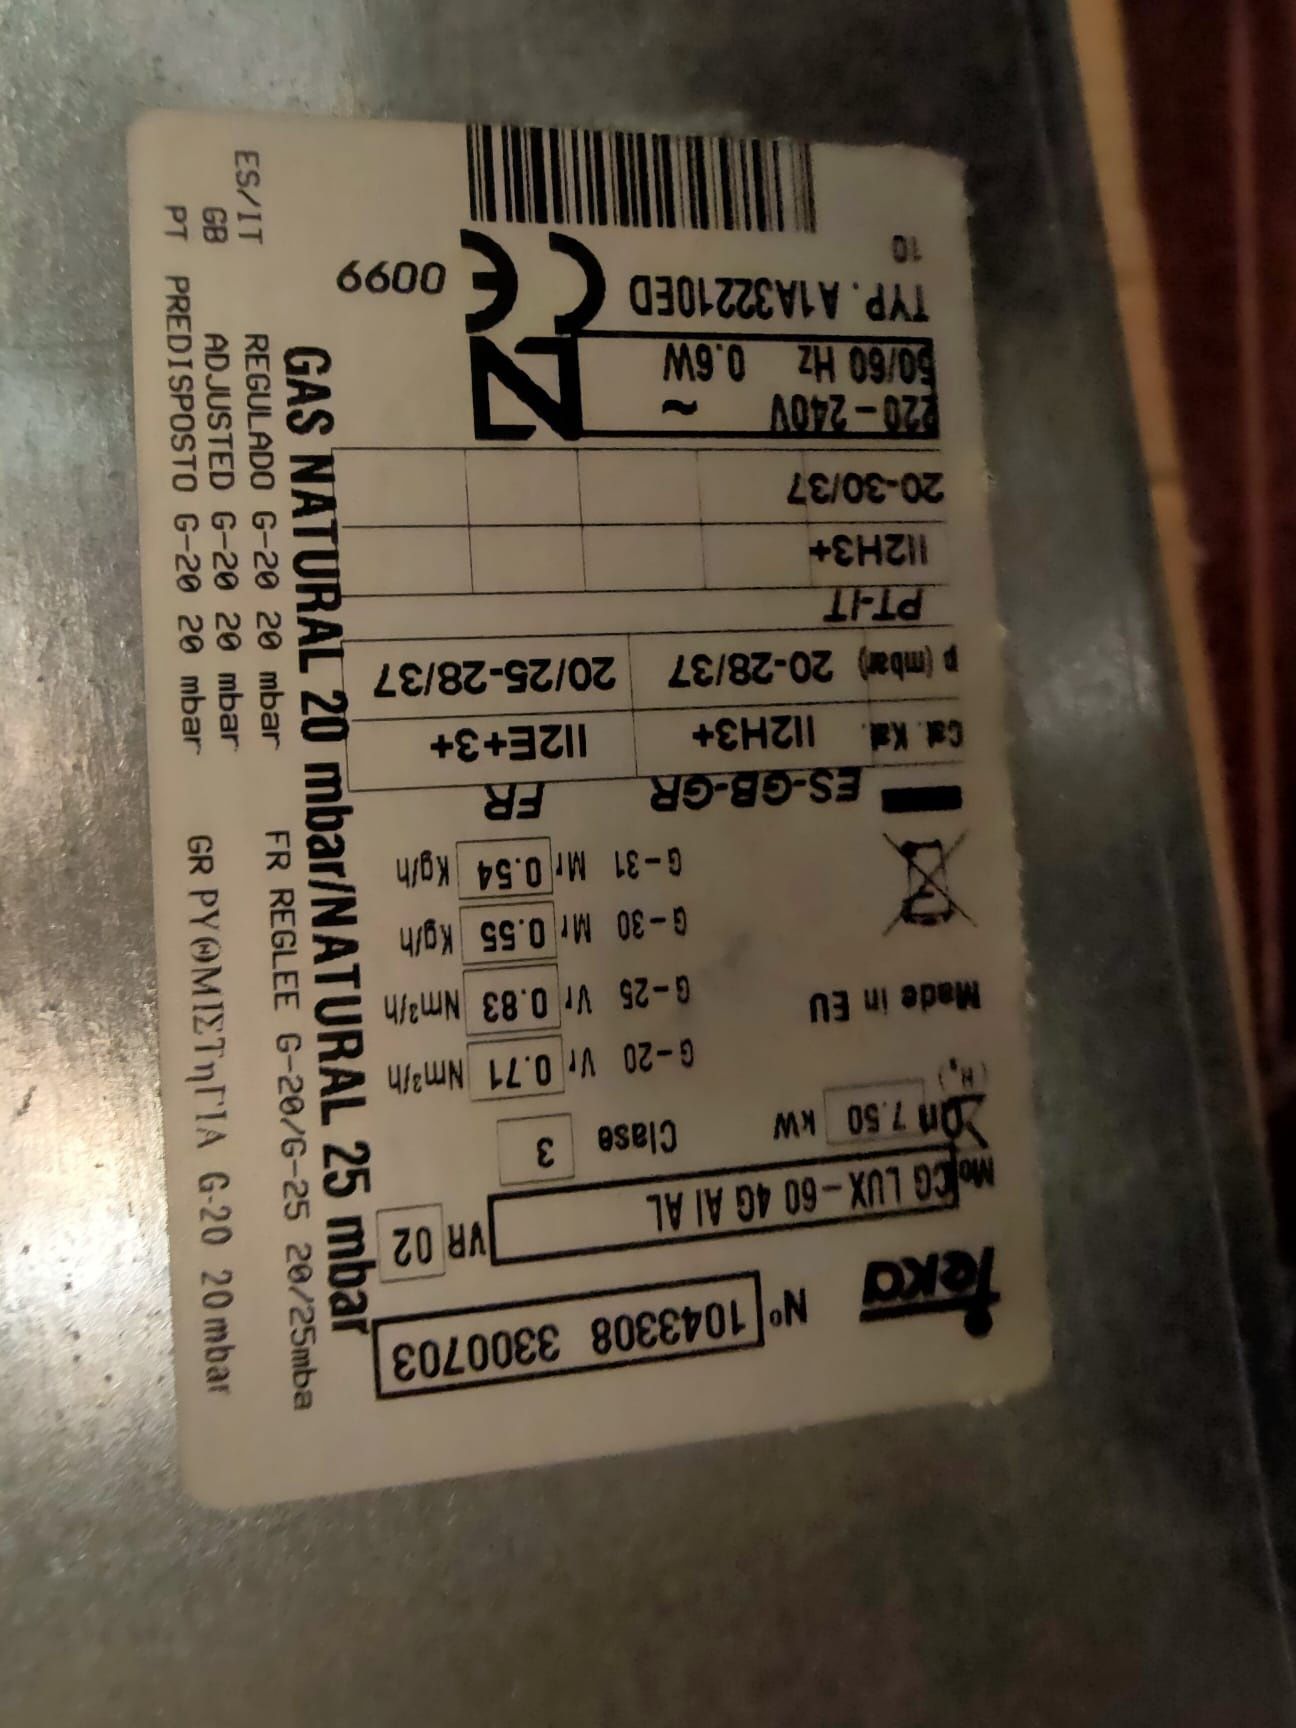 Teka
Nº 1043308 3300703
Mo CG LUX-60 4G AI AL VR 02
Qn 7.50 kW Clase 3
(Hs)
G-20 Vr 0.71 Nm³/h
Made in EU
G-25 Vr 0.83 Nm³/h
G-30 Mr 0.55 Kg/h
G-31 Mr 0.54 Kg/h
ES-GB-GR FR
Cat. Kat. II2H3+ II2E+3+
p (mbar) 20-28/37 20/25-28/37
PT-IT
II2H3+
20-30/37
220-240V ~
50/60 Hz 0.6W
TYP. A1A32210ED CE 0099
10
GAS NATURAL 20 mbar/NATURAL 25 mbar
ES/IT REGULADO G-20 20 mbar FR REGLEE G-20/G-25 20/25mba
GB ADJUSTED G-20 20 mbar
PT PREDISPOSTO G-20 20 mbar GR ΡΥΘΜΙΣΤηΓΙΑ G-20 20mbar